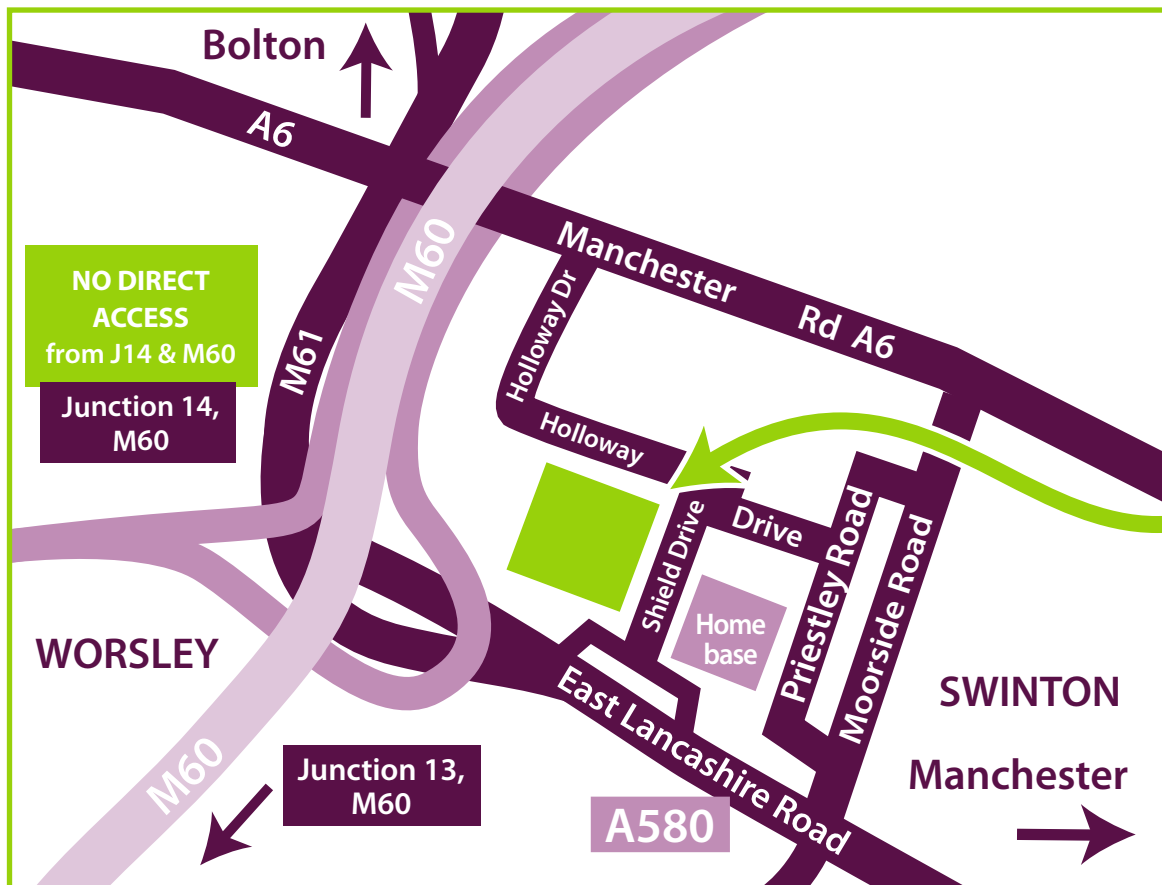 Bolton
A6
M60
Manchester Rd A6
NO DIRECT
ACCESS
from J14 & M60
Junction 14,
M60
M61
Holloway Dr
Holloway Drive
Shield Drive
Home
base
Priestley Road
Moorside Road
WORSLEY
East Lancashire Road
SWINTON
M60
Junction 13,
M60
A580
Manchester